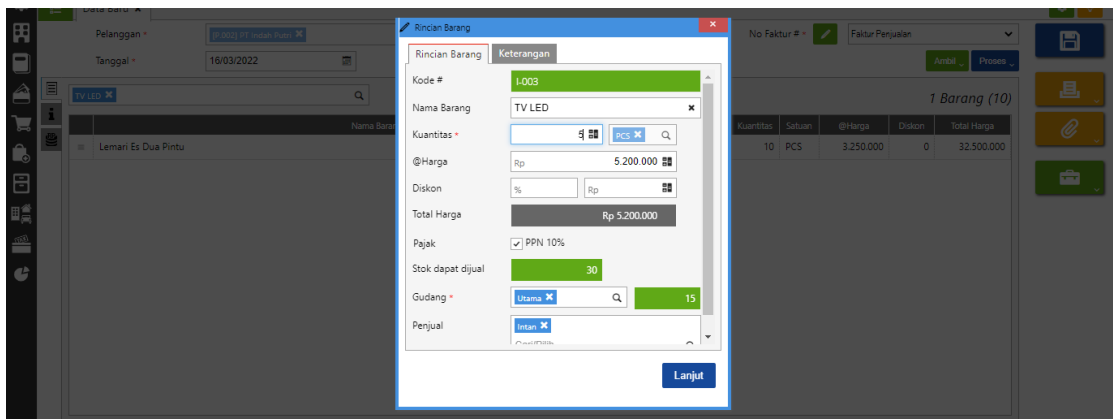 Data Baru
Pelanggan *
[P.002] PT Indah Putri
No Faktur # *
Faktur Penjualan
Tanggal *
16/03/2022
Ambil
Proses
TV LED
1 Barang (10)
Nama Baran
Kuantitas
Satuan
@Harga
Diskon
Total Harga
Lemari Es Dua Pintu
10
PCS
3.250.000
0
32.500.000
Rincian Barang
Rincian Barang
Keterangan
Kode #
I-003
Nama Barang
TV LED
Kuantitas *
5
PCS
@Harga
Rp
5.200.000
Diskon
%
Rp
Total Harga
Rp 5.200.000
Pajak
PPN 10%
Stok dapat dijual
30
Gudang *
Utama
15
Penjual
Intan
Cari/Pilih
Lanjut